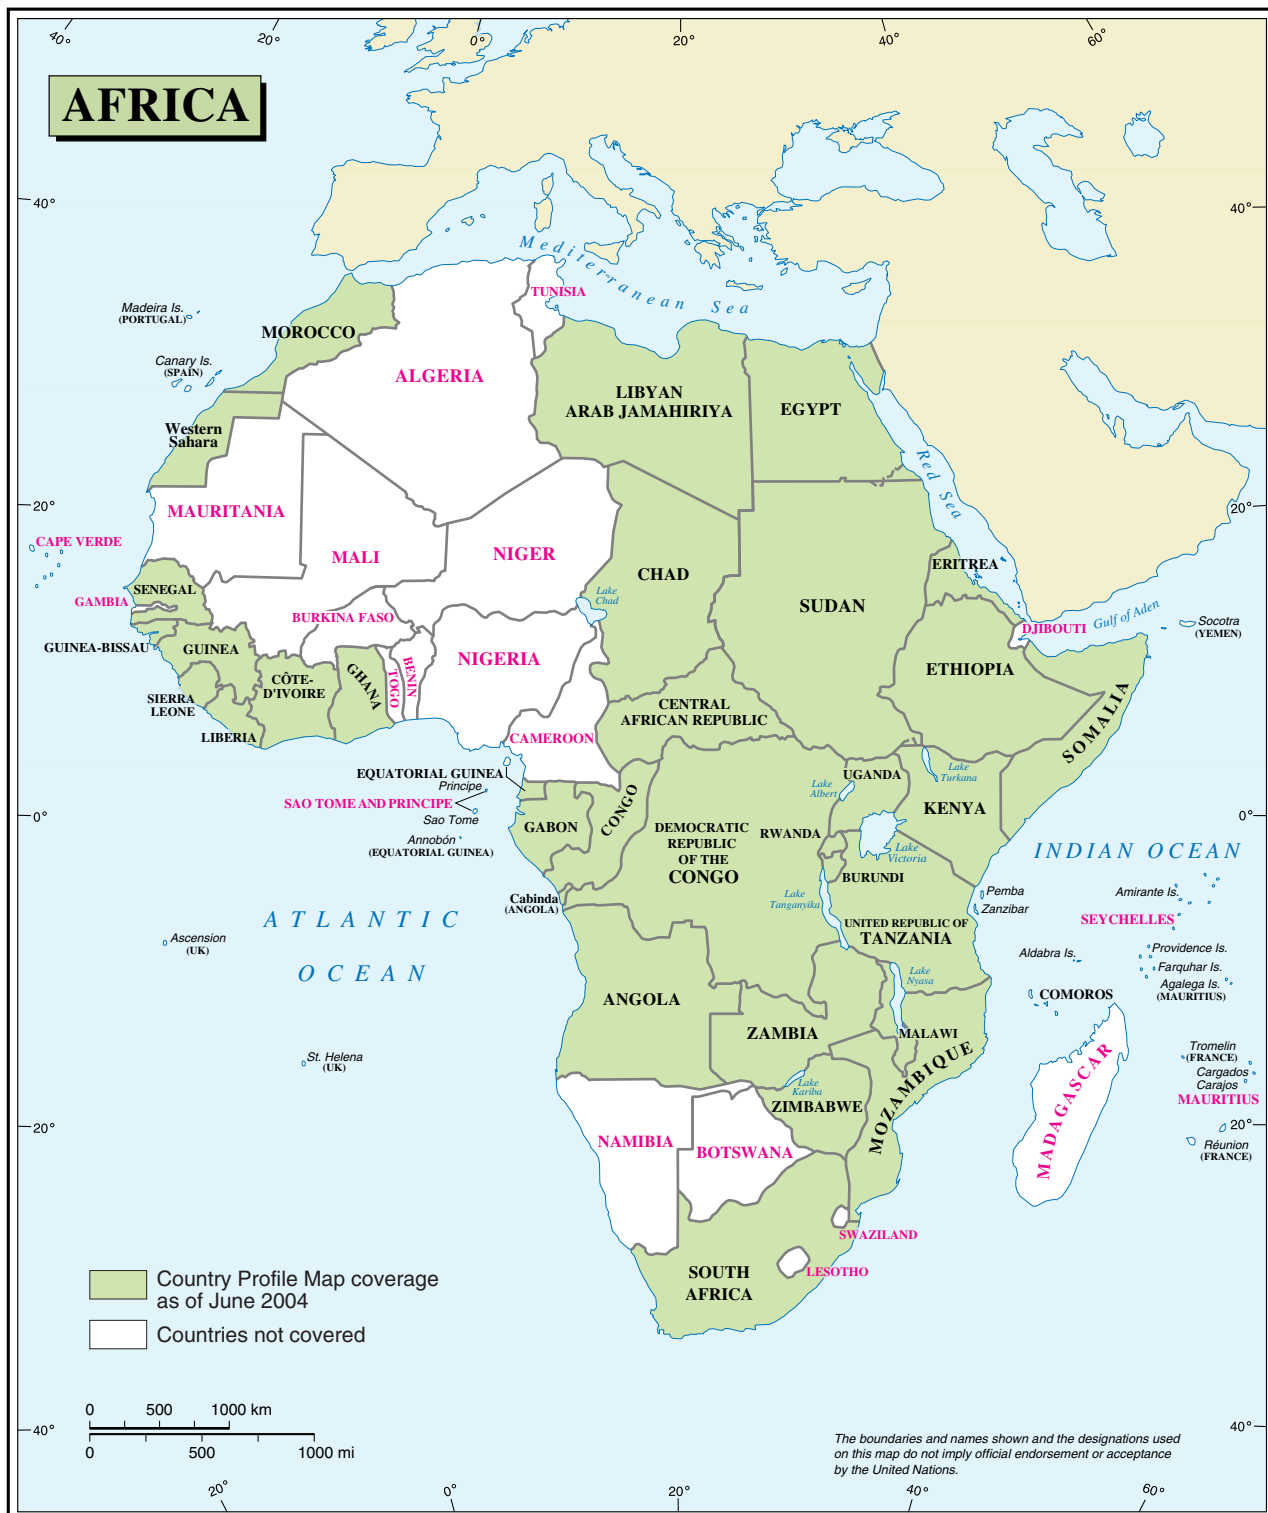 40°
20°
0°
20°
40°
60°
AFRICA
40°
40°
Mediterranean Sea
TUNISIA
Madeira Is.
(PORTUGAL)
MOROCCO
Canary Is.
(SPAIN)
ALGERIA
LIBYAN
ARAB JAMAHIRIYA
EGYPT
Western
Sahara
Red Sea
20°
20°
MAURITANIA
CAPE VERDE
MALI
NIGER
CHAD
ERITREA
SENEGAL
GAMBIA
Lake
Chad
SUDAN
BURKINA FASO
DJIBOUTI
Gulf of Aden
Socotra
(YEMEN)
GUINEA-BISSAU
GUINEA
NIGERIA
BENIN
TOGO
GHANA
CÔTE-
D'IVOIRE
ETHIOPIA
SIERRA
LEONE
LIBERIA
CENTRAL
AFRICAN REPUBLIC
SOMALIA
CAMEROON
EQUATORIAL GUINEA
Principe
SAO TOME AND PRINCIPE
Sao Tome
Annobón
(EQUATORIAL GUINEA)
UGANDA
Lake
Turkana
Lake
Albert
KENYA
CONGO
GABON
0°
0°
DEMOCRATIC
REPUBLIC
OF THE
CONGO
RWANDA
Lake
Victoria
INDIAN OCEAN
BURUNDI
Cabinda
(ANGOLA)
Lake
Tanganyika
Pemba
Zanzibar
Amirante Is.
SEYCHELLES
ATLANTIC
OCEAN
Ascension
(UK)
UNITED REPUBLIC OF
TANZANIA
Aldabra Is.
Providence Is.
Farquhar Is.
Agalega Is.
(MAURITIUS)
Lake
Nyasa
COMOROS
ANGOLA
ZAMBIA
MALAWI
St. Helena
(UK)
MOZAMBIQUE
MADAGASCAR
Tromelin
(FRANCE)
Cargados
Carajos
MAURITIUS
Lake
Kariba
ZIMBABWE
20°
20°
NAMIBIA
BOTSWANA
Réunion
(FRANCE)
SWAZILAND
LESOTHO
SOUTH
AFRICA
Country Profile Map coverage
as of June 2004
Countries not covered
0 500 1000 km
0 500 1000 mi
40°
40°
The boundaries and names shown and the designations used
on this map do not imply official endorsement or acceptance
by the United Nations.
20°
0°
20°
40°
60°